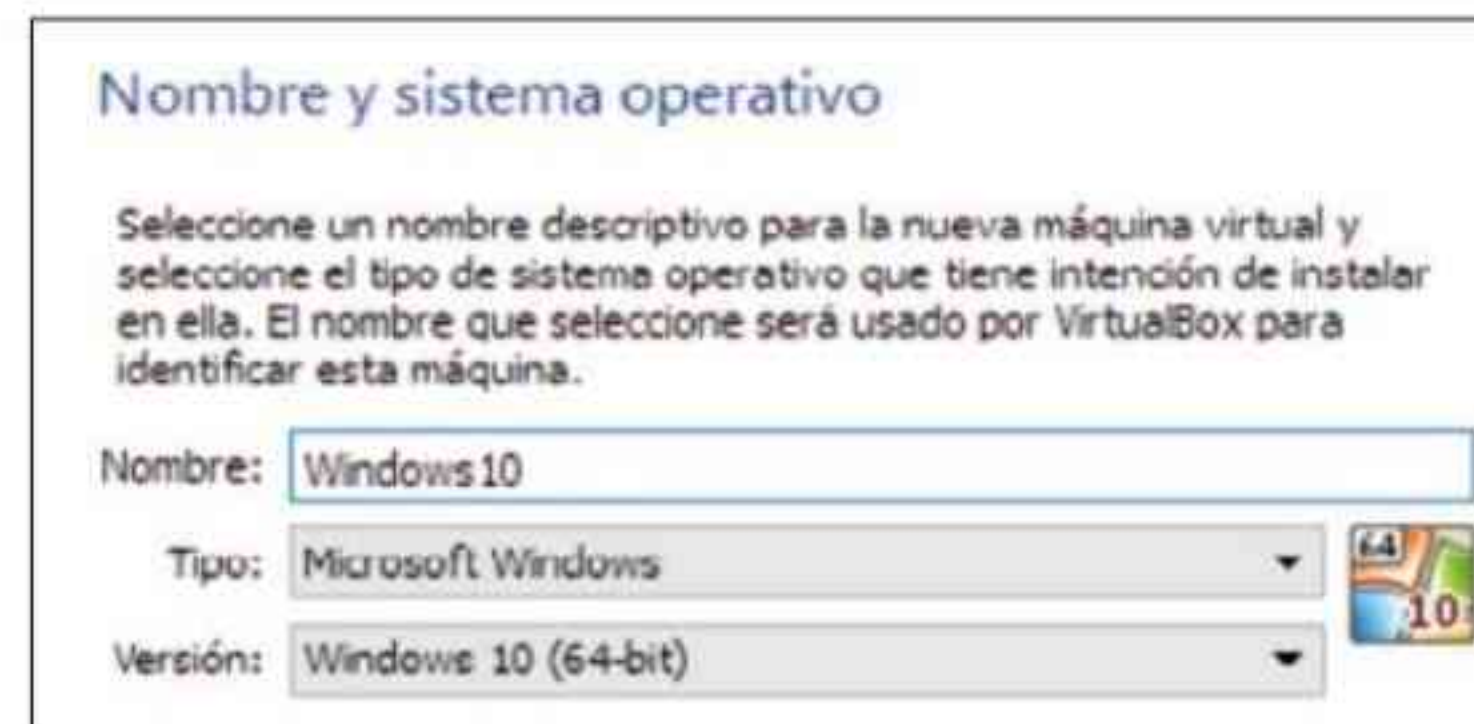 Nombre y sistema operativo
Seleccione un nombre descriptivo para la nueva máquina virtual y
seleccione el tipo de sistema operativo que tiene intención de instalar
en ella. El nombre que seleccione será usado por VirtualBox para
identificar esta máquina.
Nombre: Windows10
Tipo: Microsoft Windows
64
10
Versión: Windows 10 (64-bit)